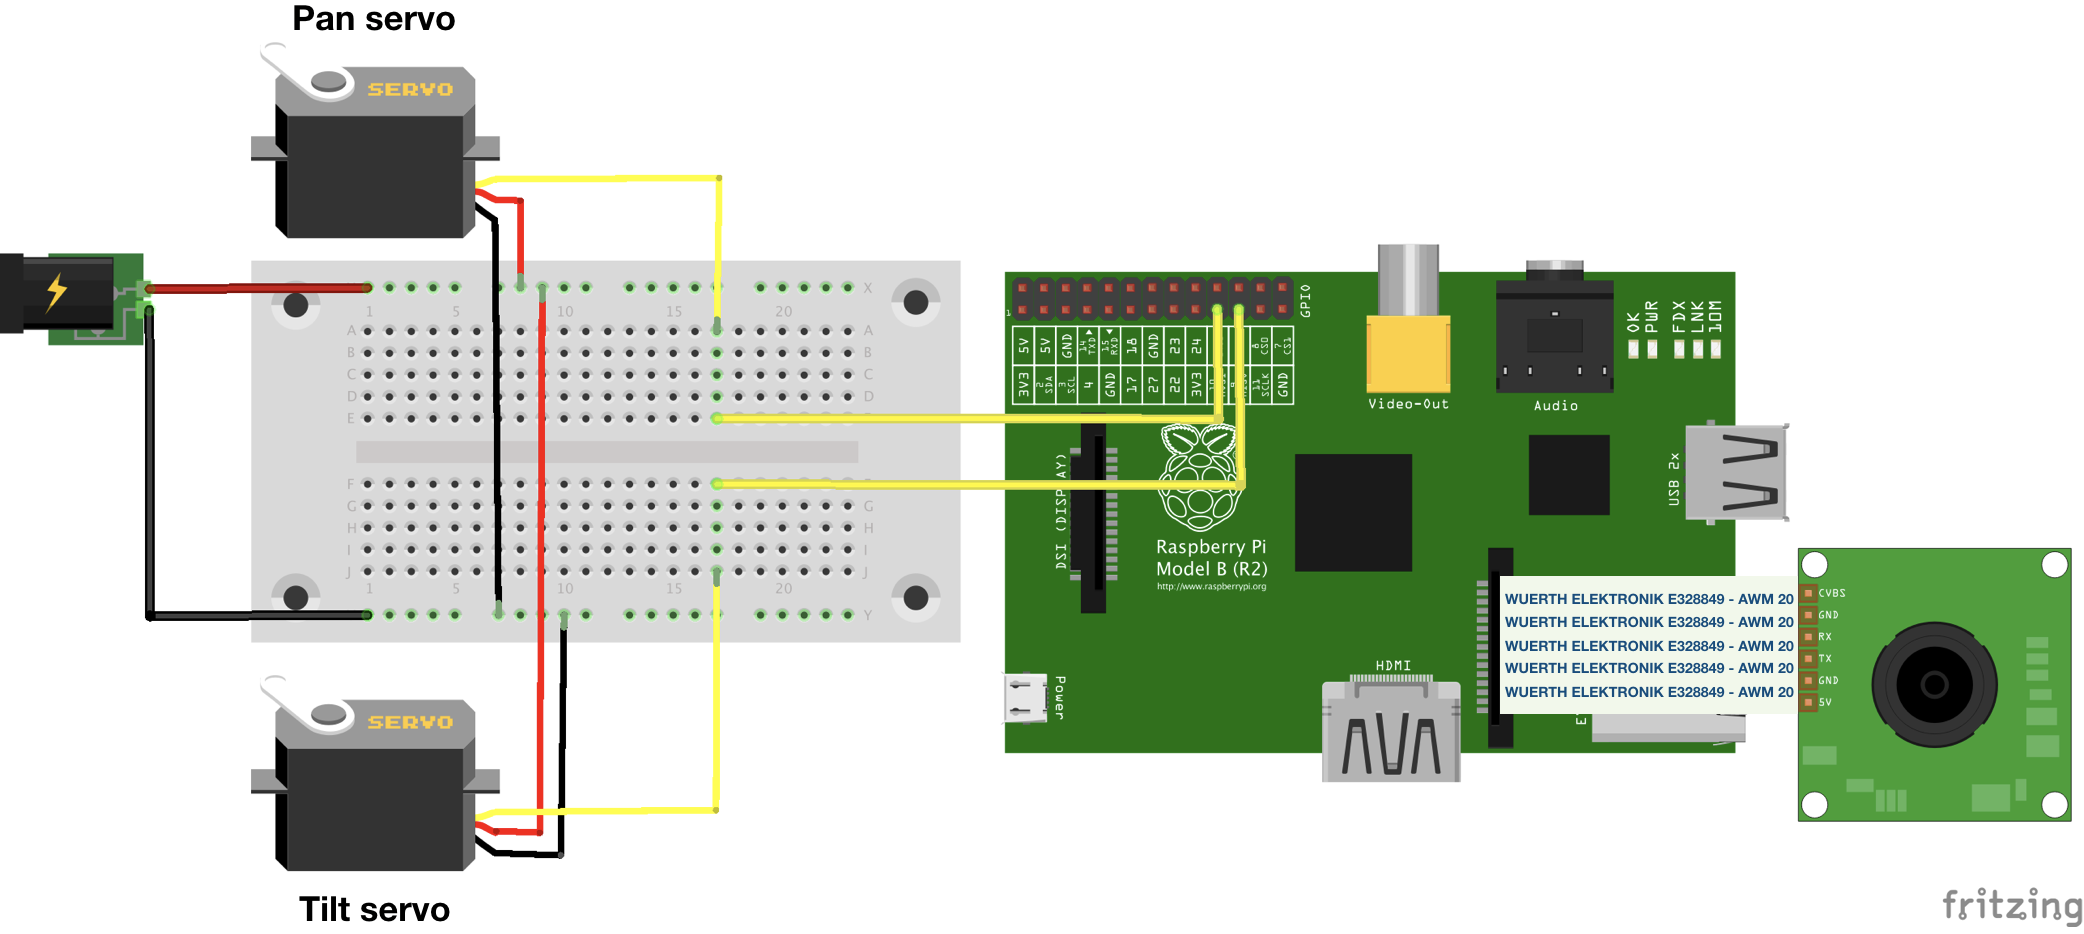 Pan servo
SERVO
X
1 5 10 15 20
A A
B B
C C
D D
E
F
G G
H H
I I
J J
1 5 10 15 20
Y Y
SERVO
Tilt servo
1
GPIO
5V 5V GND 14 TXD 15 RXD 18 GND 23 24 8 CS0 7 CS1
3V3 2 SDA 3 SCL 4 GND 17 27 22 3V3 11 SCLK GND
Video-Out
Audio
OK
PWR
FDX
LNK
10M
USB 2x
DSI (DISPLAY)
Raspberry Pi
Model B (R2)
http://www.raspberrypi.org
Power
HDMI
WUERTH ELEKTRONIK E328849 - AWM 20
WUERTH ELEKTRONIK E328849 - AWM 20
WUERTH ELEKTRONIK E328849 - AWM 20
WUERTH ELEKTRONIK E328849 - AWM 20
WUERTH ELEKTRONIK E328849 - AWM 20
CVBS
GND
RX
TX
GND
5V
fritzing